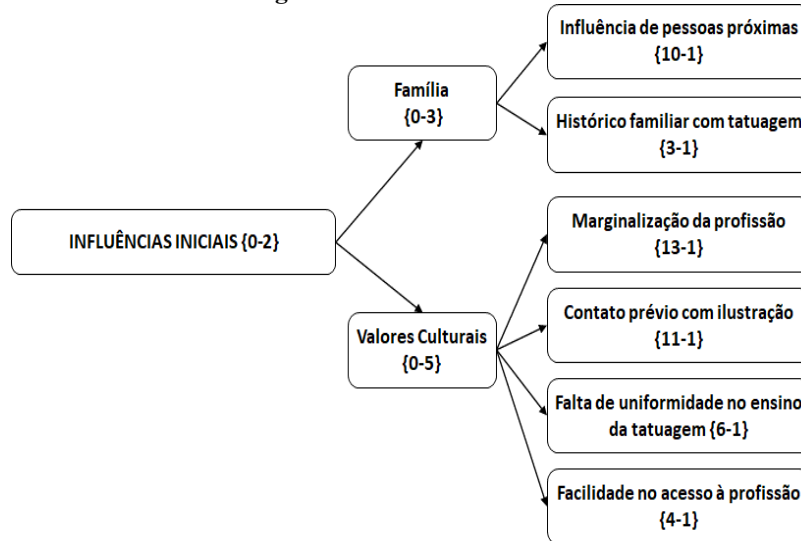 Influência de pessoas próximas
{10-1}
Família
{0-3}
Histórico familiar com tatuagem
{3-1}
INFLUÊNCIAS INICIAIS {0-2}
Marginalização da profissão
{13-1}
Contato prévio com ilustração
{11-1}
Valores Culturais
{0-5}
Falta de uniformidade no ensino
da tatuagem {6-1}
Facilidade no acesso à profissão
{4-1}